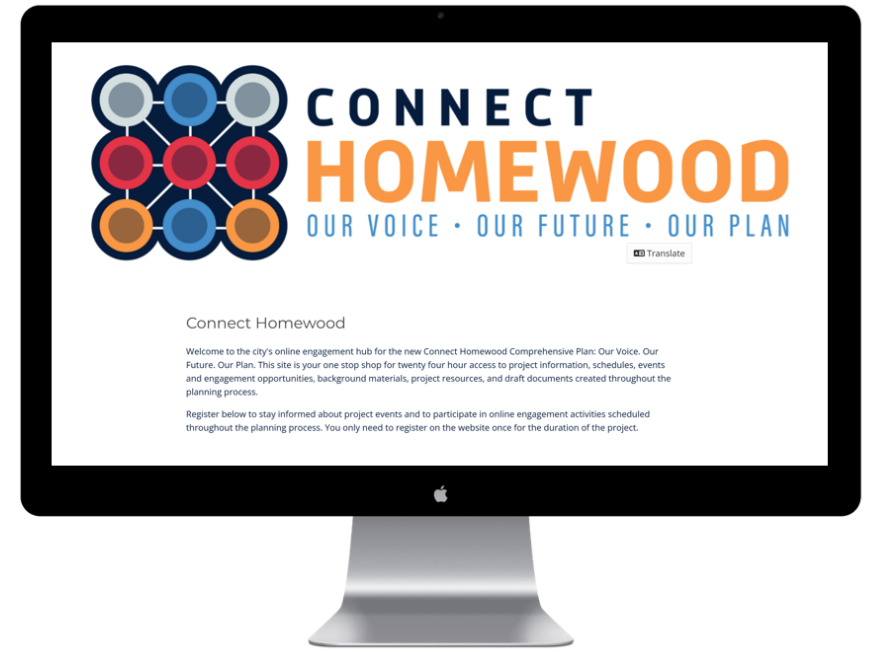 CONNECT
HOMEWOOD
OUR VOICE • OUR FUTURE • OUR PLAN
Translate
Connect Homewood
Welcome to the city's online engagement hub for the new Connect Homewood Comprehensive Plan: Our Voice. Our
Future. Our Plan. This site is your one stop shop for twenty four hour access to project information, schedules, events
and engagement opportunities, background materials, project resources, and draft documents created throughout the
planning process.
Register below to stay informed about project events and to participate in online engagement activities scheduled
throughout the planning process. You only need to register on the website once for the duration of the project.